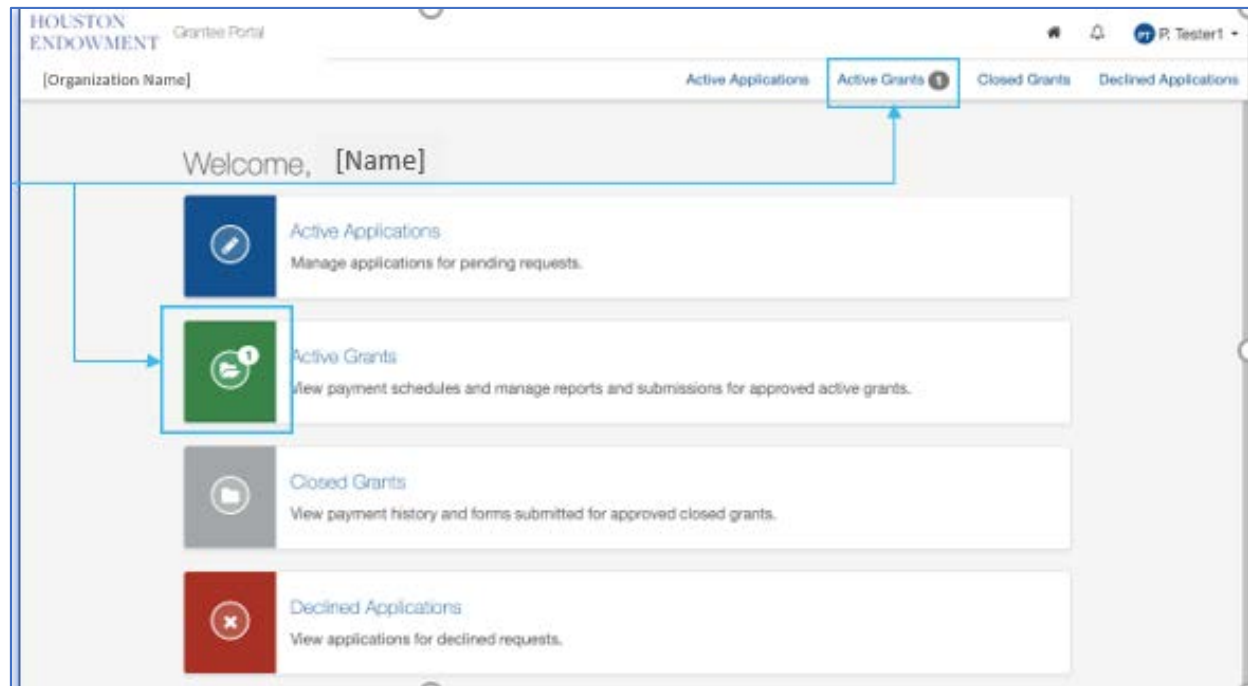 HOUSTON
ENDOWMENT Grantee Portal
PT P. Tester1
[Organization Name]
Active Applications Active Grants 1 Closed Grants Declined Applications
Welcome, [Name]
Active Applications
Manage applications for pending requests.
1
Active Grants
View payment schedules and manage reports and submissions for approved active grants.
Closed Grants
View payment history and forms submitted for approved closed grants.
Declined Applications
View applications for declined requests.